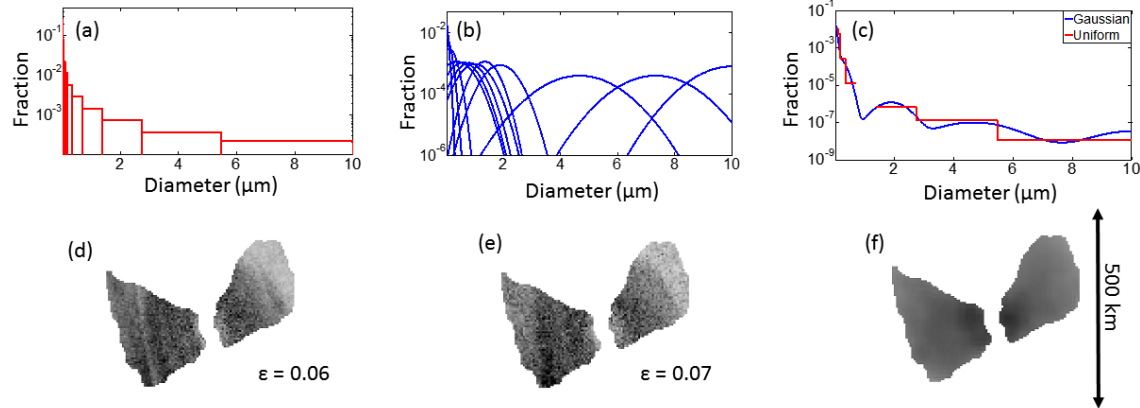 (a)
Fraction
10^-1
10^-2
10^-3
2 4 6 8 10
Diameter (µm)
(b)
Fraction
10^-2
10^-4
10^-6
2 4 6 8 10
Diameter (µm)
(c)
Gaussian
Uniform
Fraction
10^-1
10^-3
10^-5
10^-7
10^-9
2 4 6 8 10
Diameter (µm)
(d)
ε = 0.06
(e)
ε = 0.07
(f)
500 km